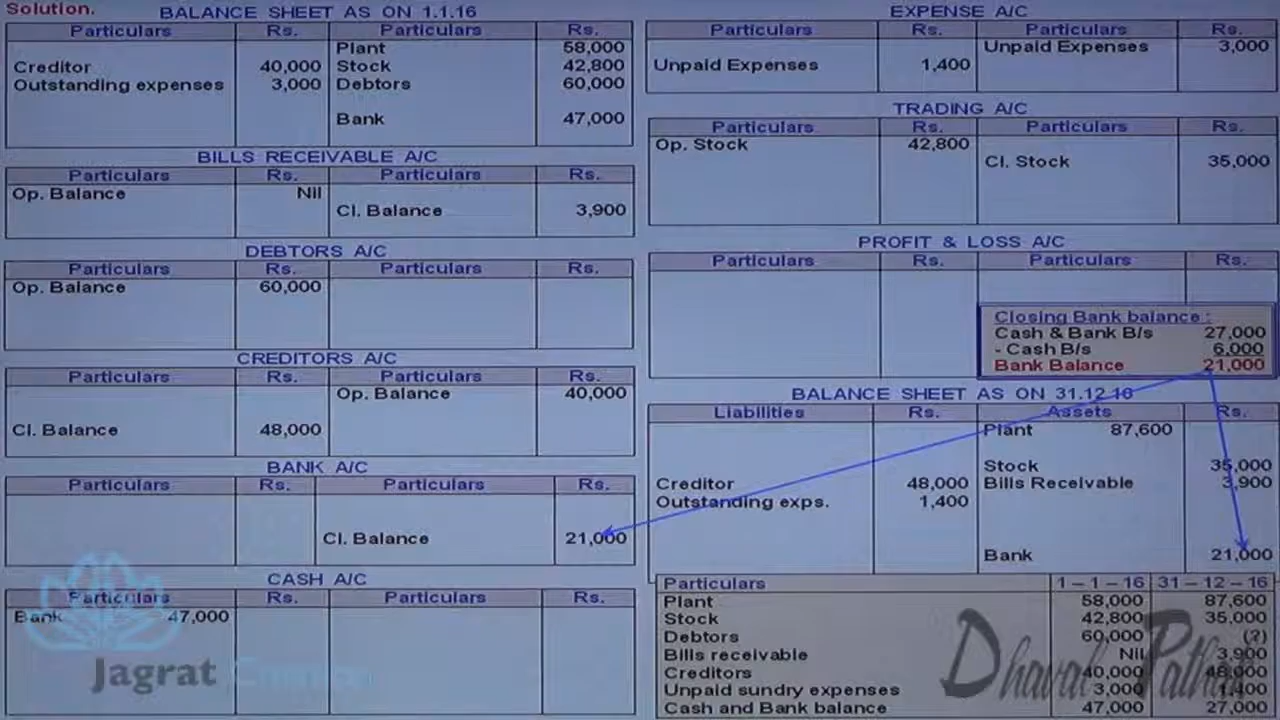 Solution.
BALANCE SHEET AS ON 1.1.16
Particulars Rs. Particulars Rs.
Plant 58,000
Creditor 40,000 Stock 42,800
Outstanding expenses 3,000 Debtors 60,000
Bank 47,000
BILLS RECEIVABLE A/C
Particulars Rs. Particulars Rs.
Op. Balance Nil
Cl. Balance 3,900
DEBTORS A/C
Particulars Rs. Particulars Rs.
Op. Balance 60,000
CREDITORS A/C
Particulars Rs. Particulars Rs.
Op. Balance 40,000
Cl. Balance 48,000
BANK A/C
Particulars Rs. Particulars Rs.
Cl. Balance 21,000
CASH A/C
Particulars Rs. Particulars Rs.
Bank 47,000
Jagrat
EXPENSE A/C
Particulars Rs. Particulars Rs.
Unpaid Expenses 3,000
Unpaid Expenses 1,400
TRADING A/C
Particulars Rs. Particulars Rs.
Op. Stock 42,800
Cl. Stock 35,000
PROFIT & LOSS A/C
Particulars Rs. Particulars Rs.
Closing Bank balance :
Cash & Bank B/s 27,000
- Cash B/s 6,000
Bank Balance 21,000
BALANCE SHEET AS ON 31.12.16
Liabilities Rs. Assets Rs.
Plant 87,600
Stock 35,000
Creditor 48,000 Bills Receivable 3,900
Outstanding exps. 1,400
Bank 21,000
Particulars 1 – 1 – 16 31 – 12 – 16
Plant 58,000 87,600
Stock 42,800 35,000
Debtors 60,000 (?)
Bills receivable Nil 3,900
Creditors 40,000 48,000
Unpaid sundry expenses 3,000 1,400
Cash and Bank balance 47,000 27,000
Dhaval